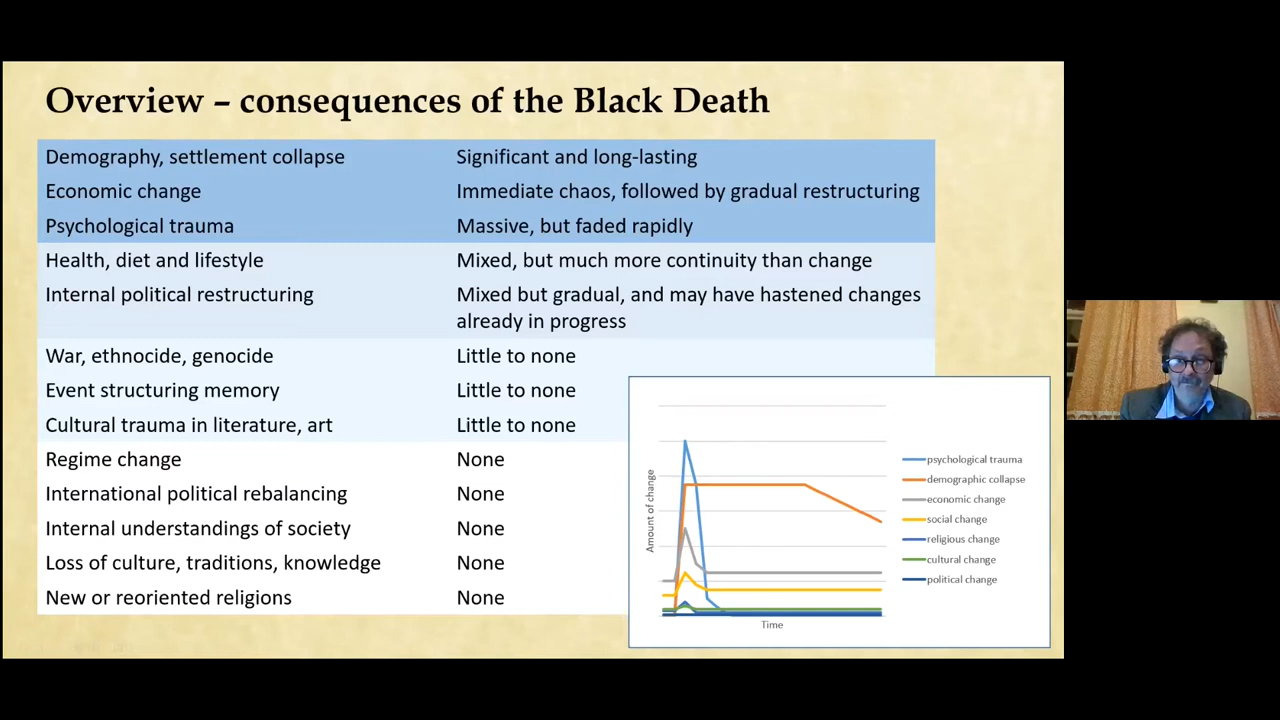 Overview – consequences of the Black Death
Demography, settlement collapse Significant and long-lasting
Economic change Immediate chaos, followed by gradual restructuring
Psychological trauma Massive, but faded rapidly
Health, diet and lifestyle Mixed, but much more continuity than change
Internal political restructuring Mixed but gradual, and may have hastened changes
already in progress
War, ethnocide, genocide Little to none
Event structuring memory Little to none
Cultural trauma in literature, art Little to none
Regime change None
International political rebalancing None
Internal understandings of society None
Loss of culture, traditions, knowledge None
New or reoriented religions None
Amount of change
Time
psychological trauma
demographic collapse
economic change
social change
religious change
cultural change
political change